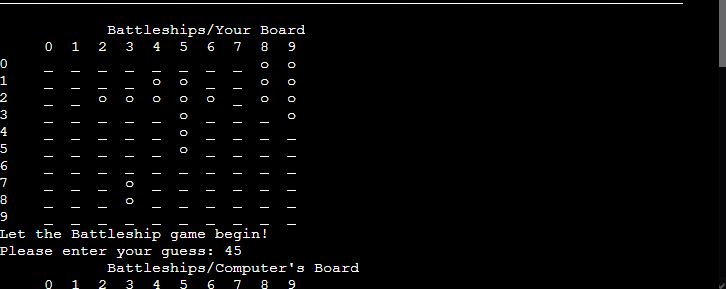 Battleships/Your Board
0 1 2 3 4 5 6 7 8 9
0 _ _ _ _ _ _ _ _ o o
1 _ _ _ _ o o _ _ o o
2 _ _ o o o o o _ o o
3 _ _ _ _ _ o _ _ _ o
4 _ _ _ _ _ o _ _ _ _
5 _ _ _ _ _ o _ _ _ _
6 _ _ _ _ _ _ _ _ _ _
7 _ _ _ o _ _ _ _ _ _
8 _ _ _ o _ _ _ _ _ _
9 _ _ _ _ _ _ _ _ _ _
Let the Battleship game begin!
Please enter your guess: 45
Battleships/Computer's Board
0 1 2 3 4 5 6 7 8 9